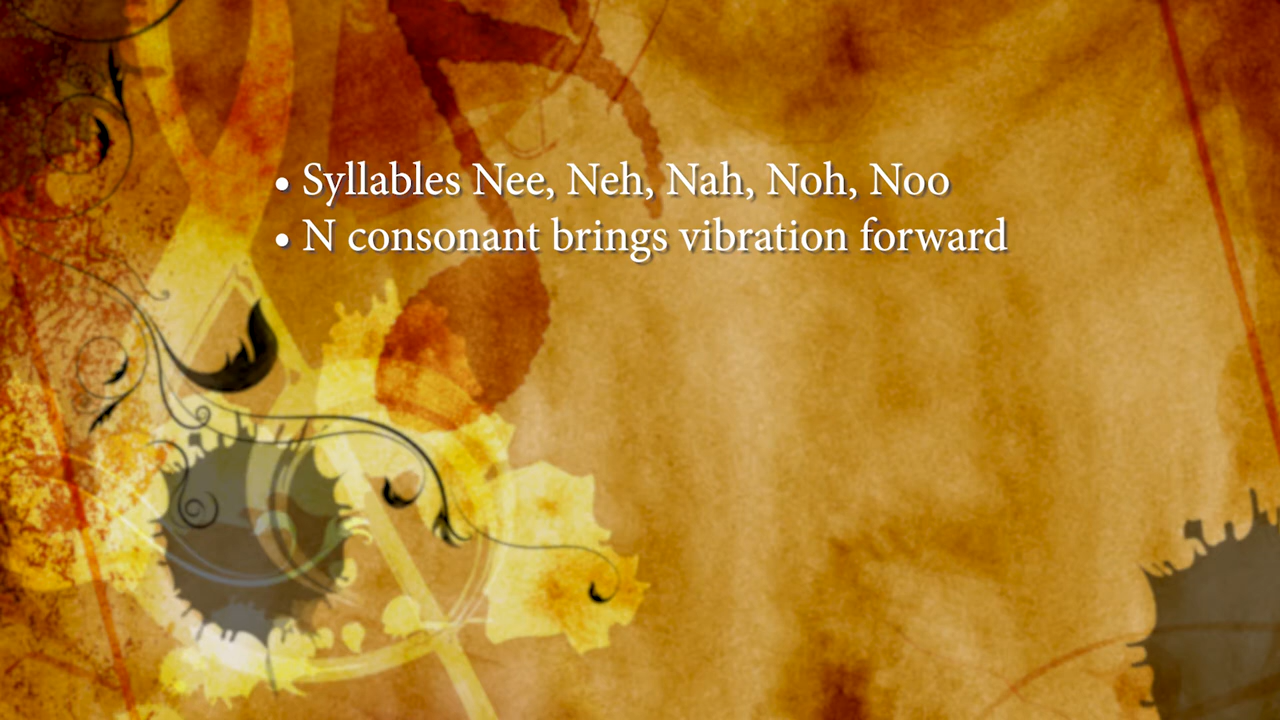 • Syllables Nee, Neh, Nah, Noh, Noo
• N consonant brings vibration forward